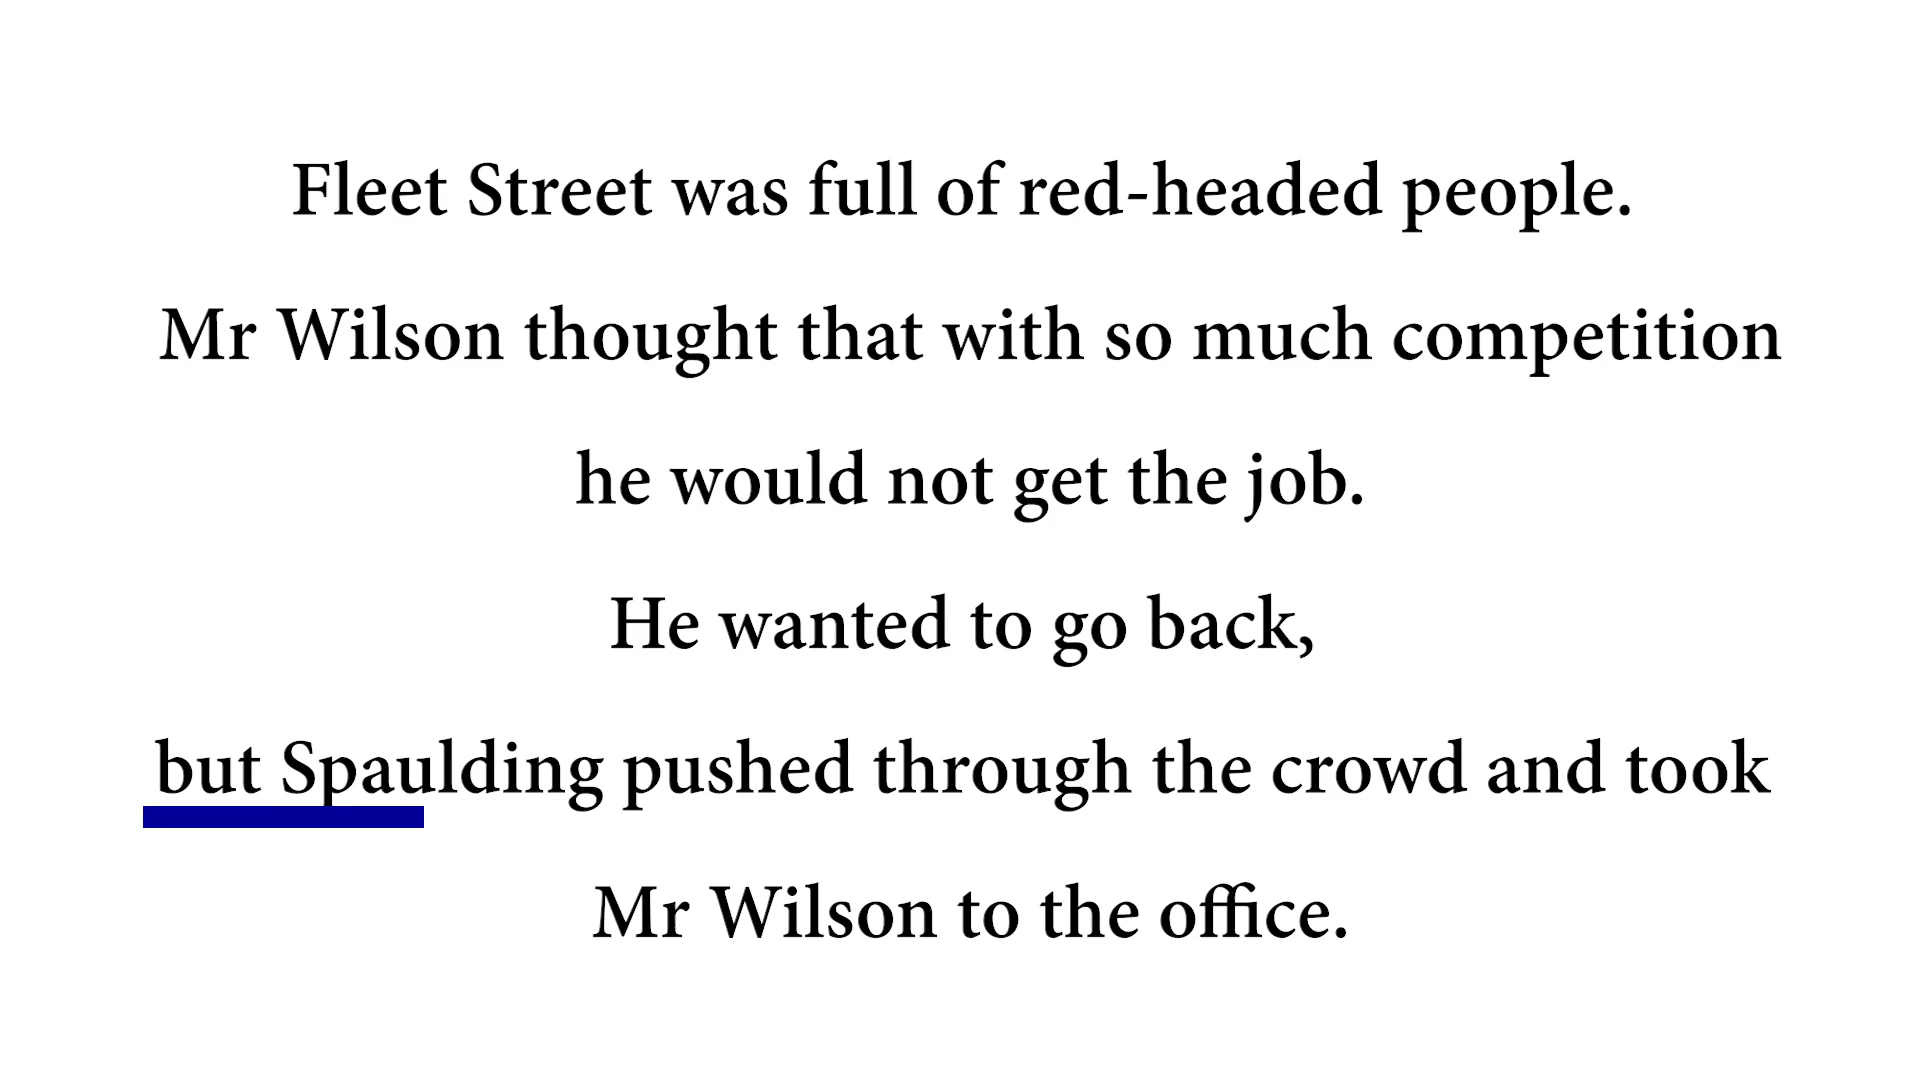 Fleet Street was full of red-headed people.
Mr Wilson thought that with so much competition
he would not get the job.
He wanted to go back,
but Spaulding pushed through the crowd and took
Mr Wilson to the office.